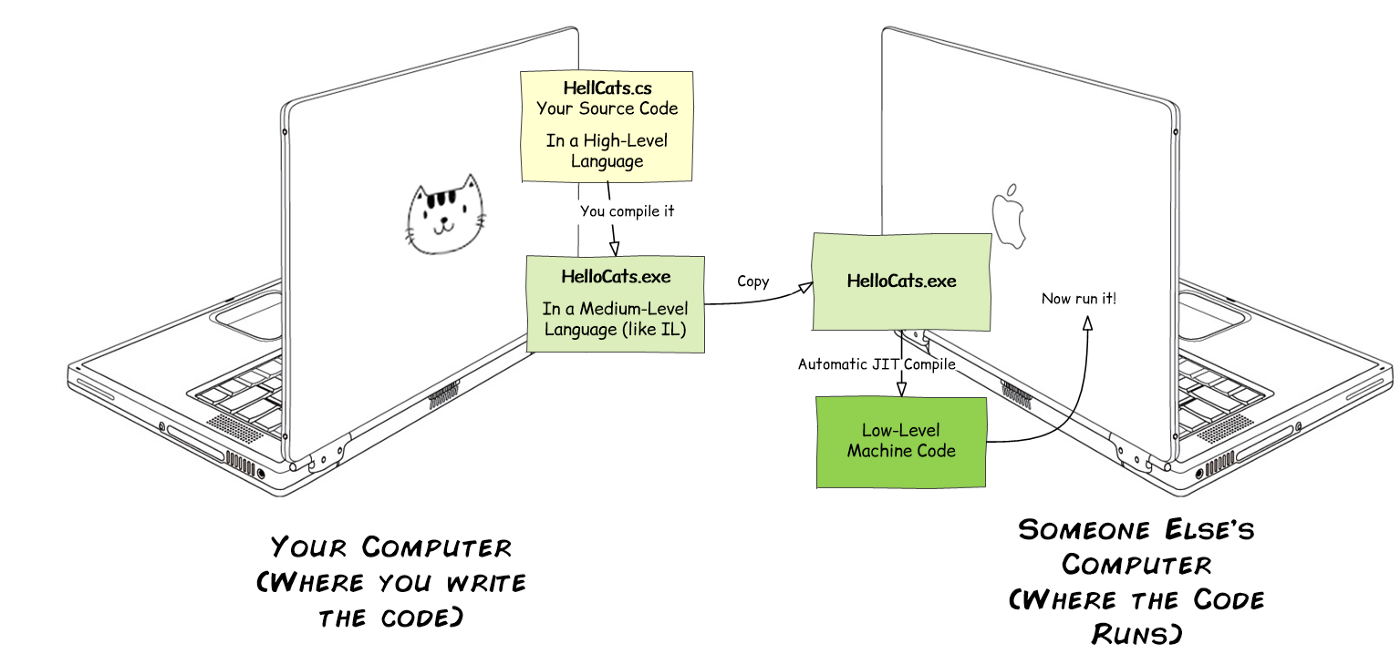 HellCats.cs
Your Source Code
In a High-Level
Language
You compile it
HelloCats.exe
In a Medium-Level
Language (like IL)
Copy
HelloCats.exe
Automatic JIT Compile
Low-Level
Machine Code
Now run it!
Your Computer
(Where you write
the code)
Someone Else's
Computer
(Where the Code
Runs)